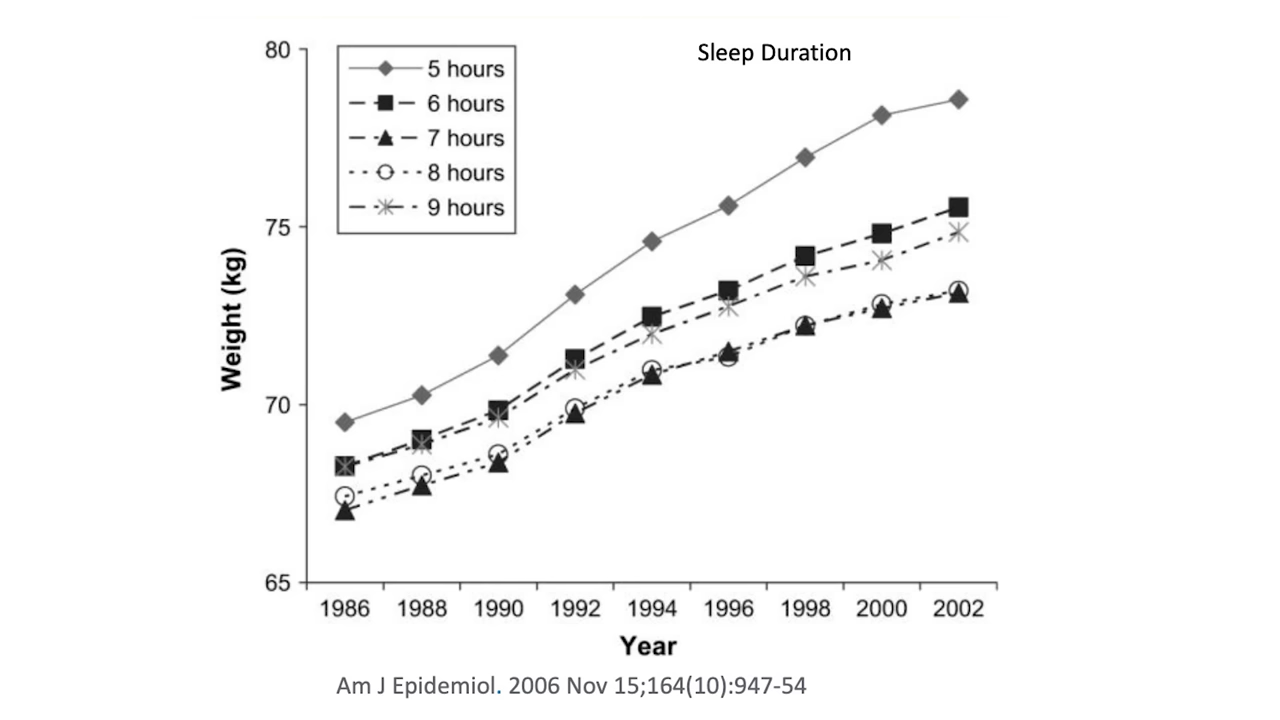 Sleep Duration
80
75
70
65
Weight (kg)
5 hours
6 hours
7 hours
8 hours
9 hours
1986 1988 1990 1992 1994 1996 1998 2000 2002
Year
Am J Epidemiol. 2006 Nov 15;164(10):947-54